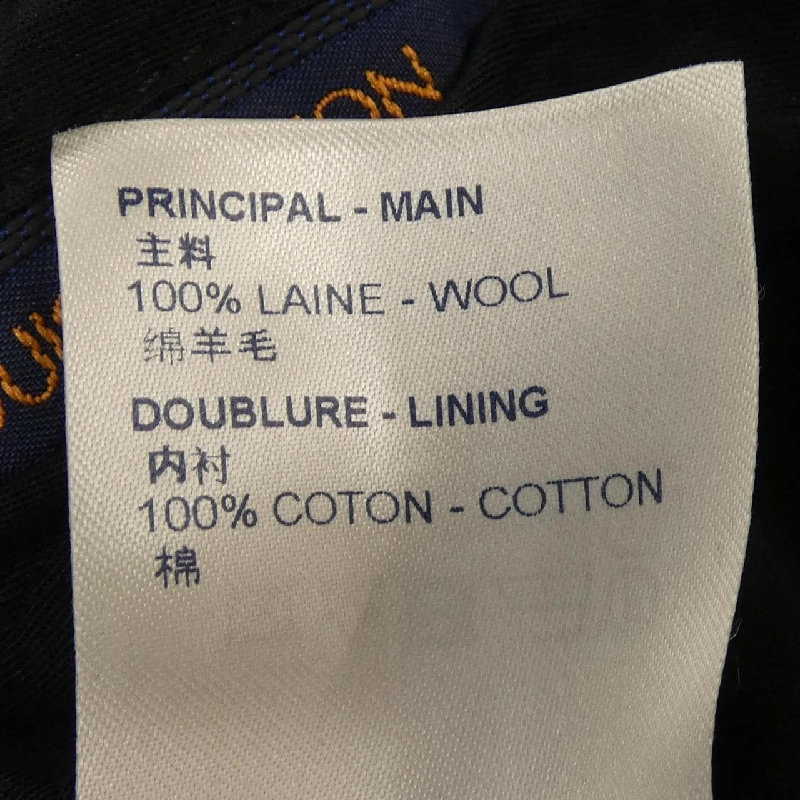 PRINCIPAL - MAIN
主料
100% LAINE - WOOL
绵羊毛
DOUBLURE - LINING
内衬
100% COTON - COTTON
棉